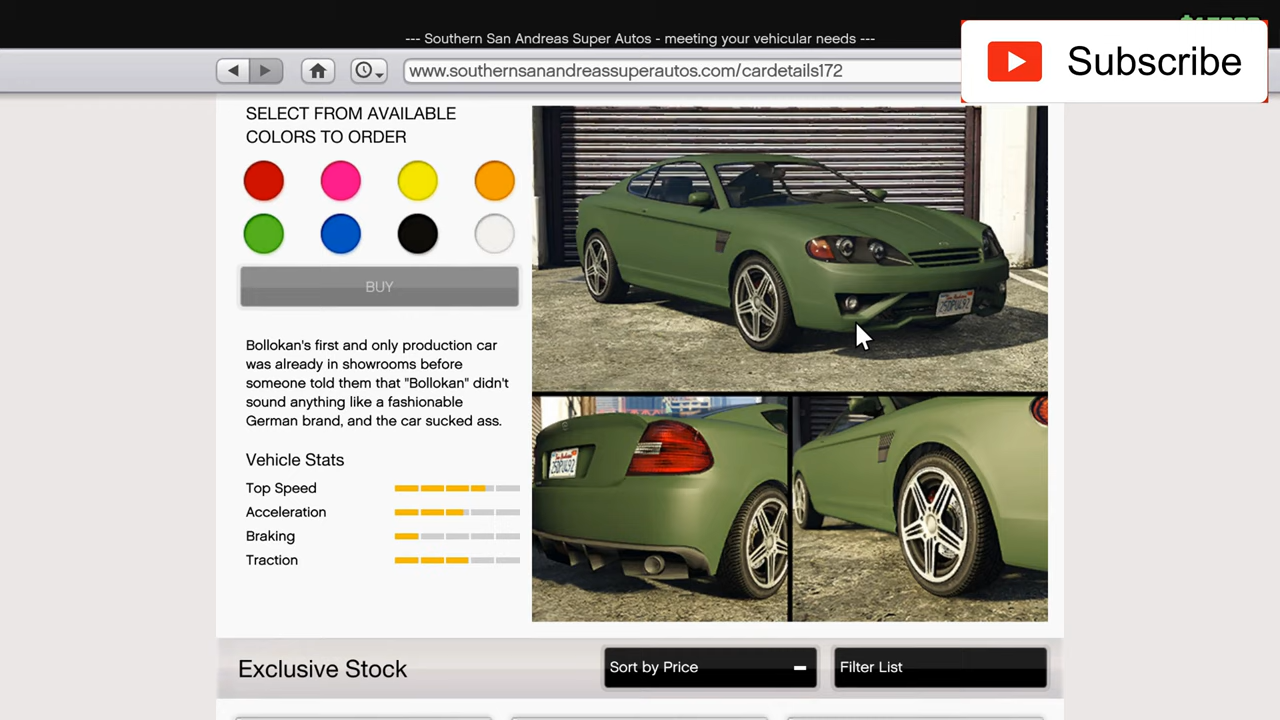 --- Southern San Andreas Super Autos - meeting your vehicular needs ---
www.southernsanandreassuperautos.com/cardetails172
Subscribe
SELECT FROM AVAILABLE
COLORS TO ORDER
BUY
Bollokan's first and only production car
was already in showrooms before
someone told them that "Bollokan" didn't
sound anything like a fashionable
German brand, and the car sucked ass.
Vehicle Stats
Top Speed
Acceleration
Braking
Traction
Exclusive Stock
Sort by Price
Filter List